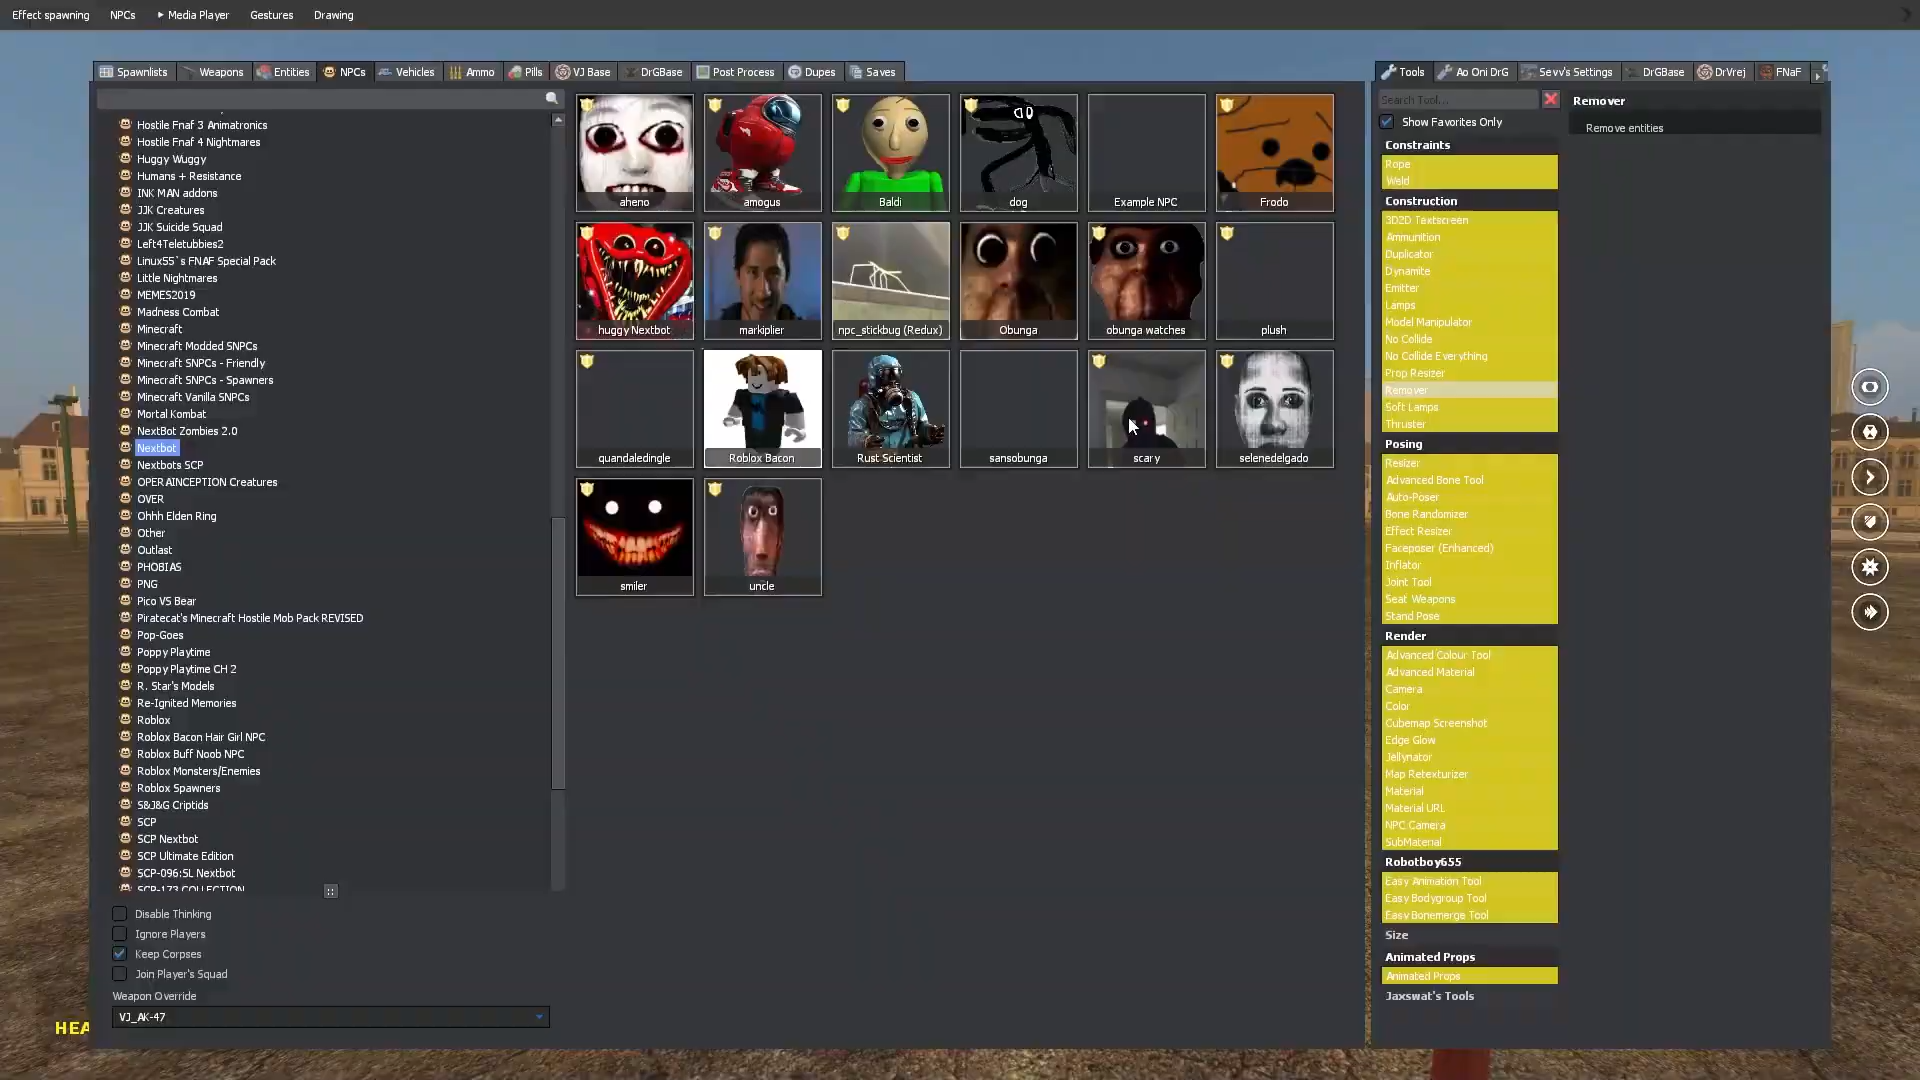 Effect spawning NPCs Media Player Gestures Drawing
Spawnlists Weapons Entities NPCs Vehicles Ammo Pills VJ Base DrGBase Post Process Dupes Saves
Hostile Fnaf 3 Animatronics
Hostile Fnaf 4 Nightmares
Huggy Wuggy
Humans + Resistance
INK MAN addons
JJK Creatures
JJK Suicide Squad
Left4Teletubbies2
Linux55`s FNAF Special Pack
Little Nightmares
MEMES2019
Madness Combat
Minecraft
Minecraft Modded SNPCs
Minecraft SNPCs - Friendly
Minecraft SNPCs - Spawners
Minecraft Vanilla SNPCs
Mortal Kombat
NextBot Zombies 2.0
Nextbot
Nextbots SCP
OPERAINCEPTION Creatures
OVER
Ohhh Elden Ring
Other
Outlast
PHOBIAS
PNG
Pico VS Bear
Piratecat's Minecraft Hostile Mob Pack REVISED
Pop-Goes
Poppy Playtime
Poppy Playtime CH 2
R. Star's Models
Re-Ignited Memories
Roblox
Roblox Bacon Hair Girl NPC
Roblox Buff Noob NPC
Roblox Monsters/Enemies
Roblox Spawners
S&J&G Criptids
SCP
SCP Nextbot
SCP Ultimate Edition
SCP-096:SL Nextbot
SCP-173 COLLECTION
Disable Thinking
Ignore Players
Keep Corpses
Join Player's Squad
Weapon Override
VJ_AK-47
HEA
aheno amogus Baldi dog Example NPC Frodo
huggy Nextbot markiplier npc_stickbug (Redux) Obunga obunga watches plush
quandaledingle Roblox Bacon Rust Scientist sansobunga scary selenedelgado
smiler uncle
Tools Ao Oni DrG Sevv's Settings DrGBase DrVrej FNaF
Search Tool...
Show Favorites Only
Constraints
Rope
Weld
Construction
3D2D Textscreen
Ammunition
Duplicator
Dynamite
Emitter
Lamps
Model Manipulator
No Collide
No Collide Everything
Prop Resizer
Remover
Soft Lamps
Thruster
Posing
Resizer
Advanced Bone Tool
Auto-Poser
Bone Randomizer
Effect Resizer
Faceposer (Enhanced)
Inflator
Joint Tool
Seat Weapons
Stand Pose
Render
Advanced Colour Tool
Advanced Material
Camera
Color
Cubemap Screenshot
Edge Glow
Jellynator
Map Retexturizer
Material
Material URL
NPC Camera
SubMaterial
Robotboy655
Easy Animation Tool
Easy Bodygroup Tool
Easy Bonemerge Tool
Size
Animated Props
Animated Props
Jaxswat's Tools
Remover
Remove entities